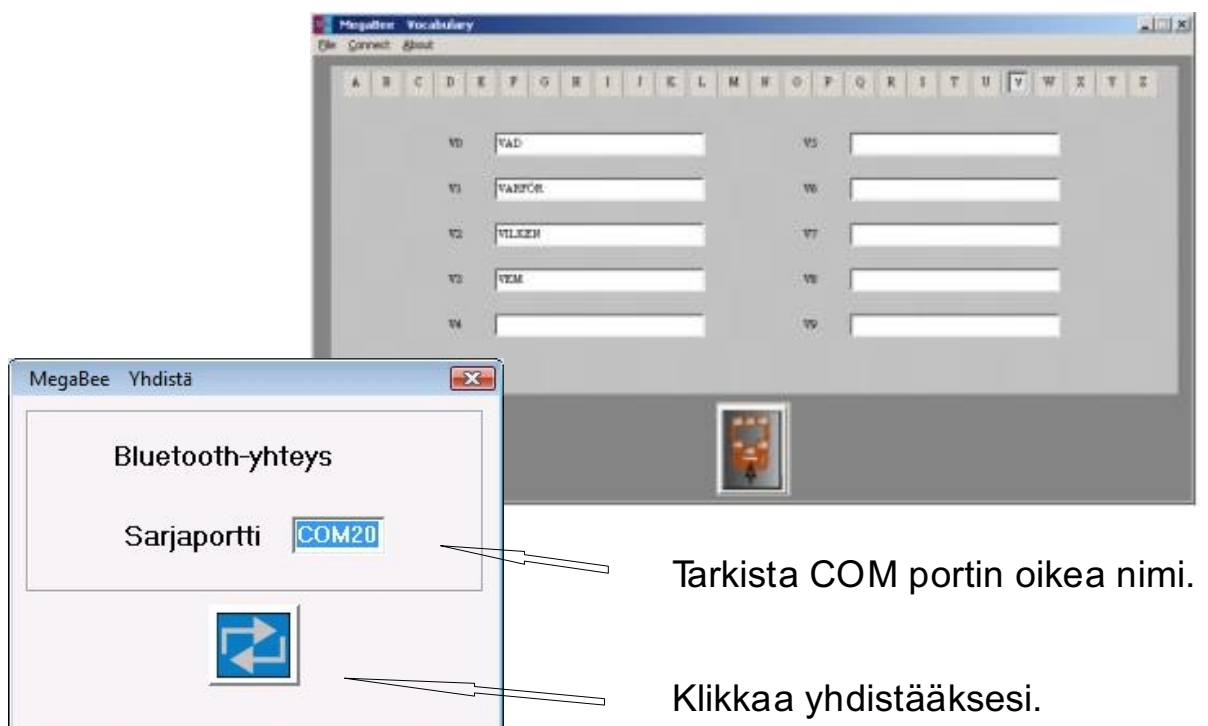 MegaBee Vocabulary
File Connect About
A B C D E F G H I J K L M N O P Q R S T U V W X Y Z
V0 VAD V5
V1 VARFÖR V6
V2 VILKEN V7
V3 VEM V8
V4 V9
MegaBee Yhdistä
Bluetooth-yhteys
Sarjaportti COM20
Tarkista COM portin oikea nimi.
Klikkaa yhdistääksesi.